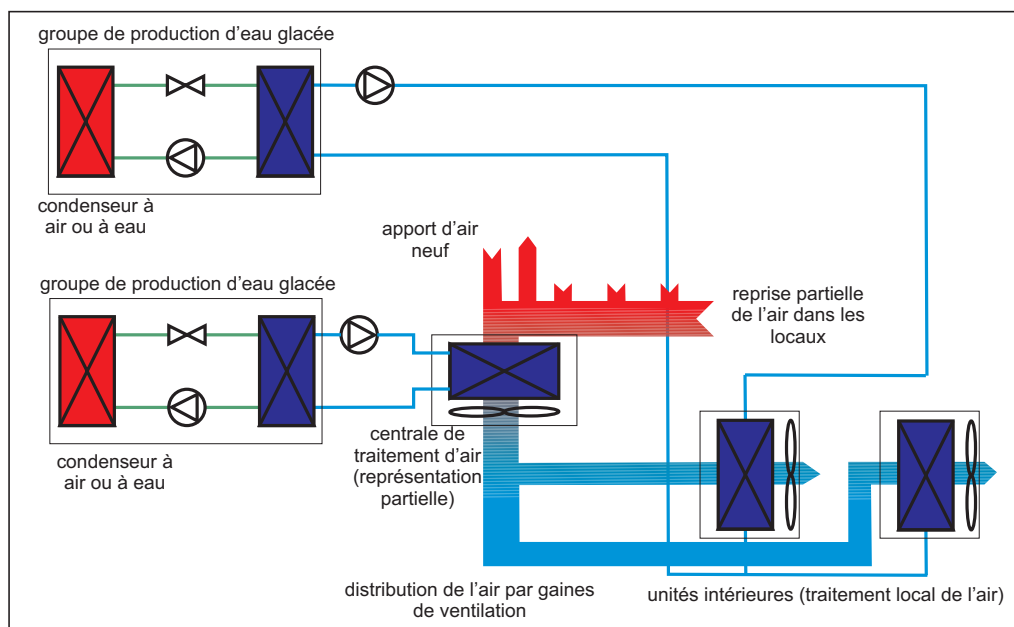 groupe de production d'eau glacée
condenseur à
air ou à eau
apport d'air
neuf
groupe de production d'eau glacée
reprise partielle
de l'air dans les
locaux
condenseur à
air ou à eau
centrale de
traitement d'air
(représentation
partielle)
distribution de l'air par gaines
de ventilation
unités intérieures (traitement local de l'air)